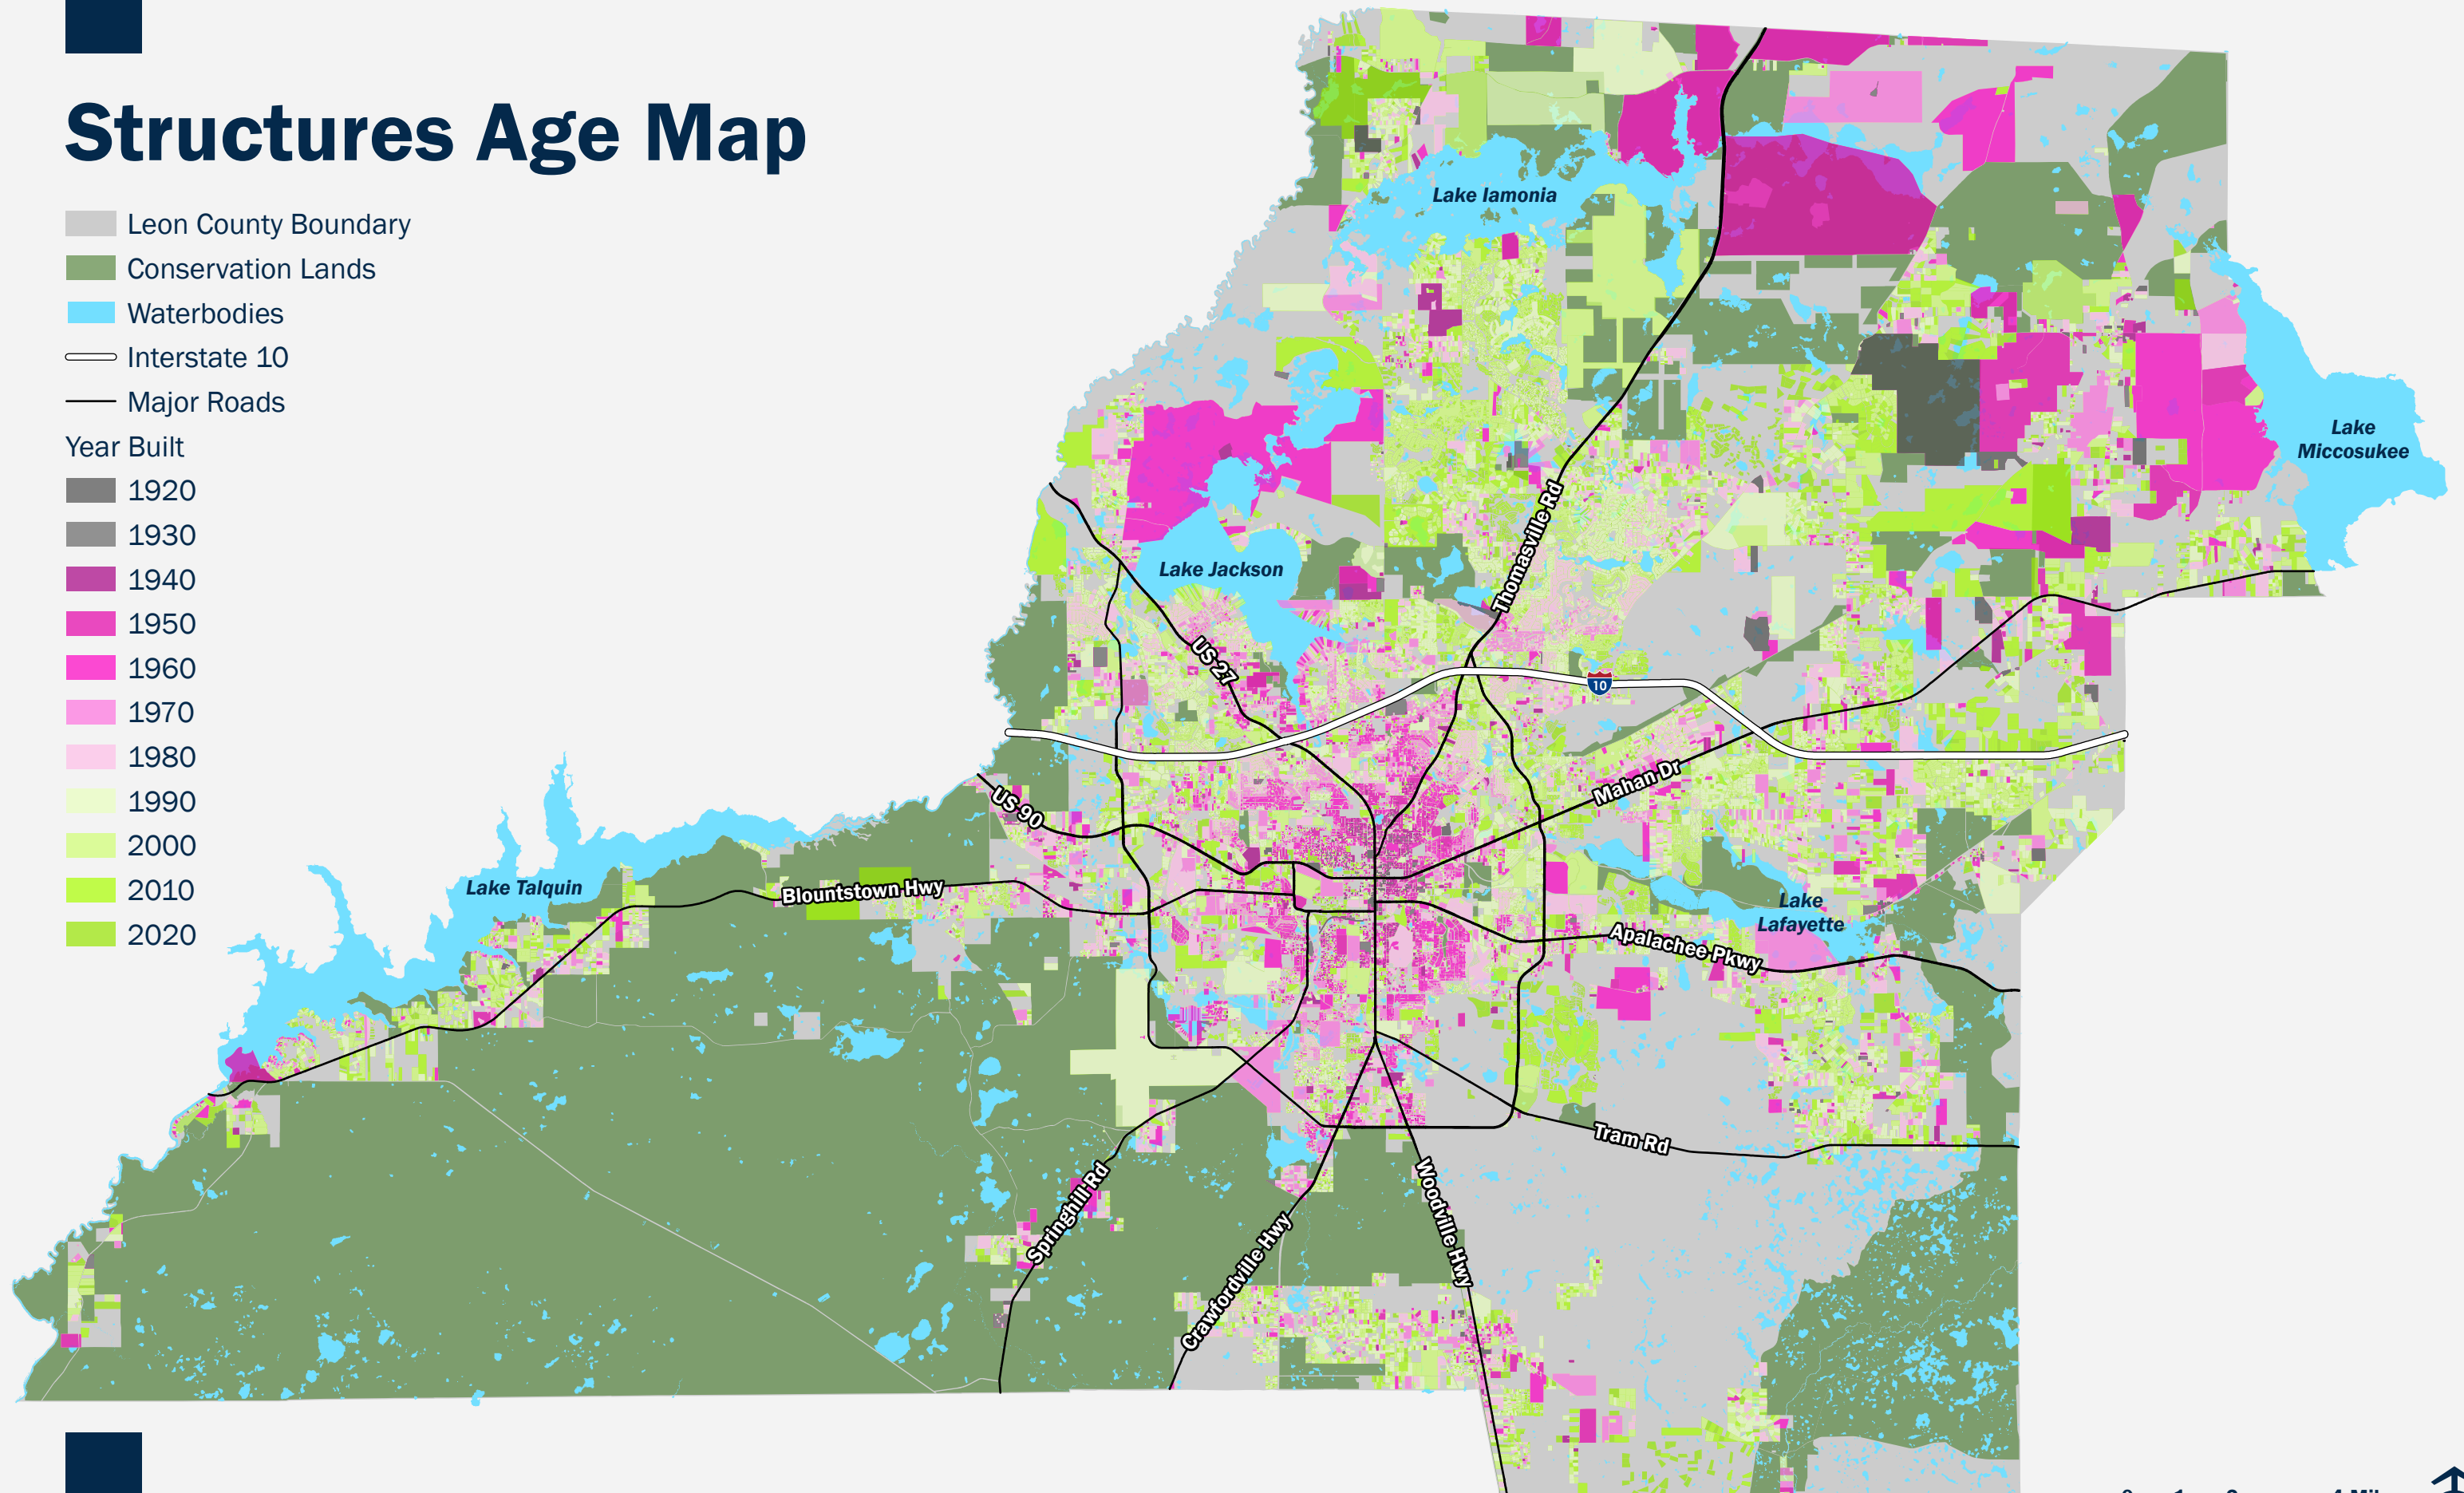 Structures Age Map
Leon County Boundary
Conservation Lands
Waterbodies
Interstate 10
Major Roads
Year Built
1920
1930
1940
1950
1960
1970
1980
1990
2000
2010
2020
Lake Iamonia
Lake
Miccosukee
Thomasville Rd
Lake Jackson
US 27
10
Mahan Dr
US 90
Lake Talquin
Blountstown Hwy
Lake
Lafayette
Apalachee Pkwy
Tram Rd
Springhill Rd
Woodville Hwy
Crawfordville Hwy